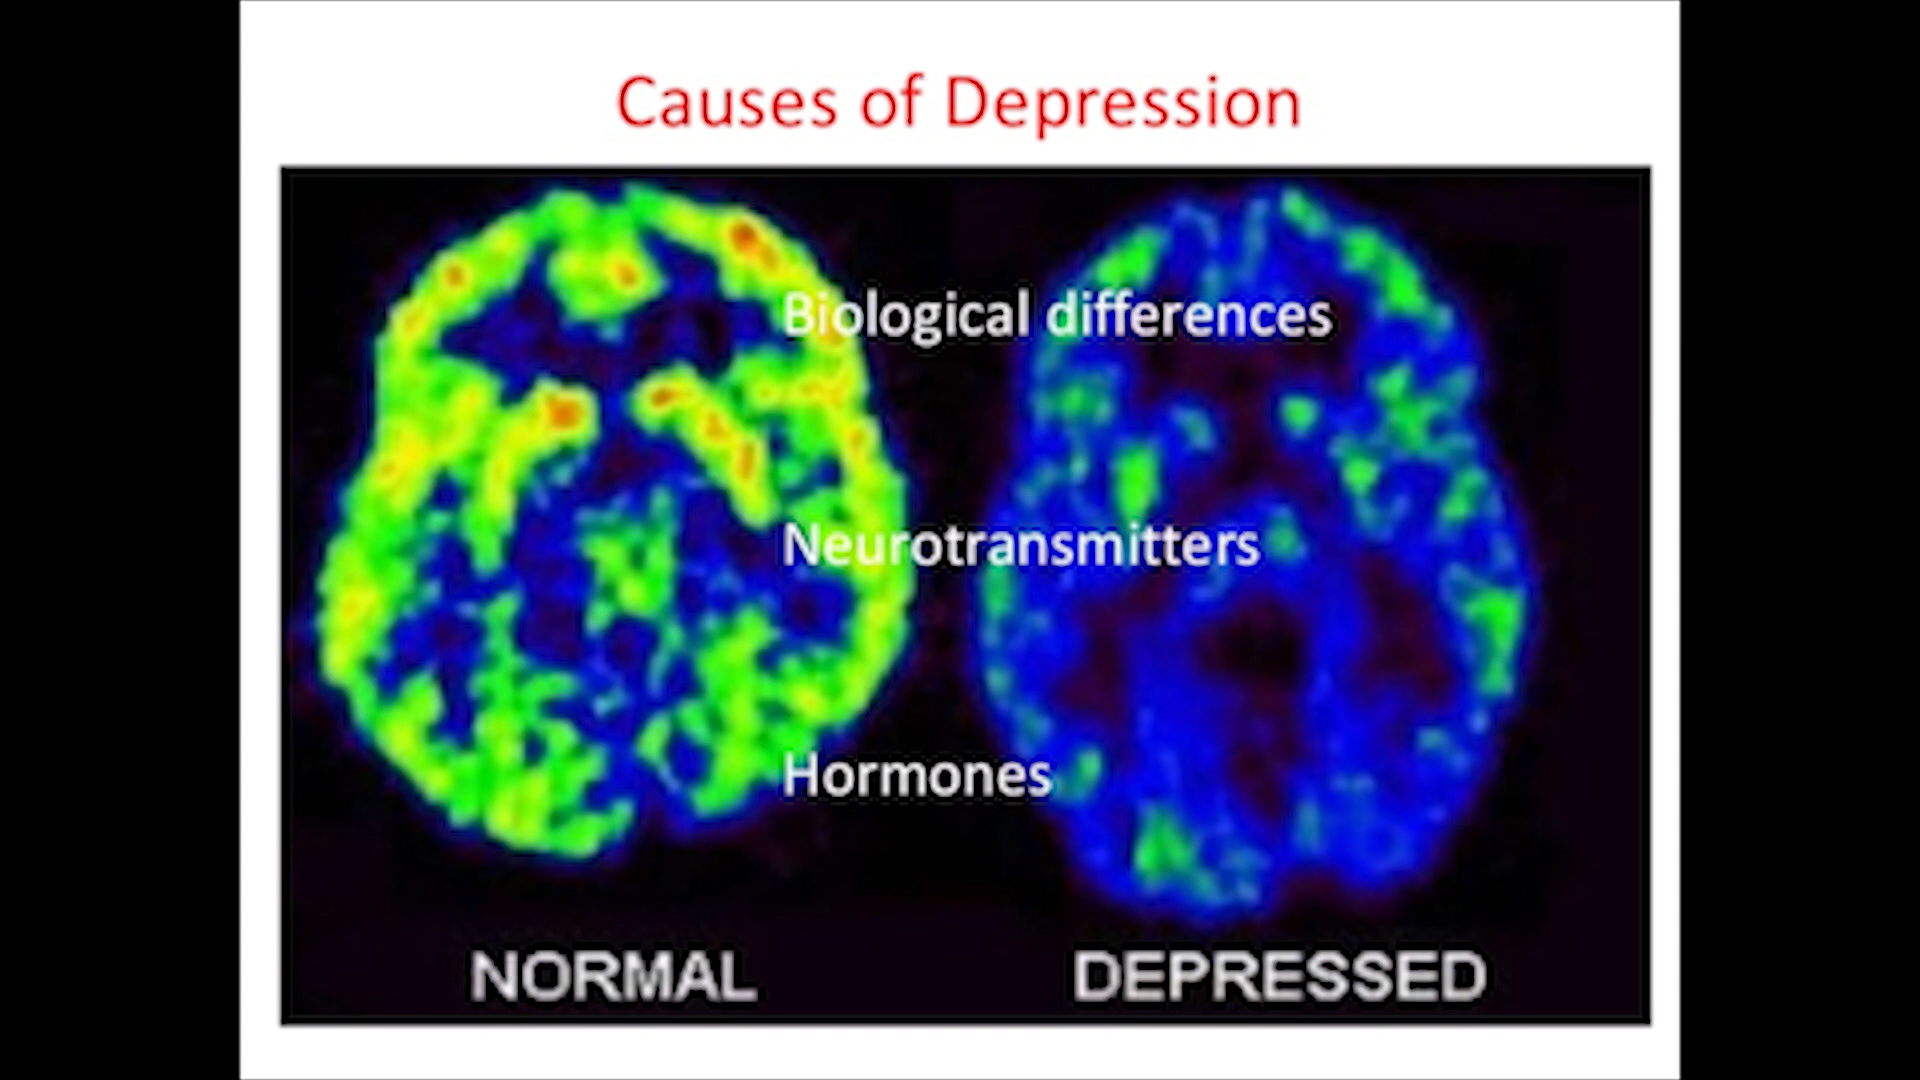 Causes of Depression
Biological differences
Neurotransmitters
Hormones
NORMAL
DEPRESSED